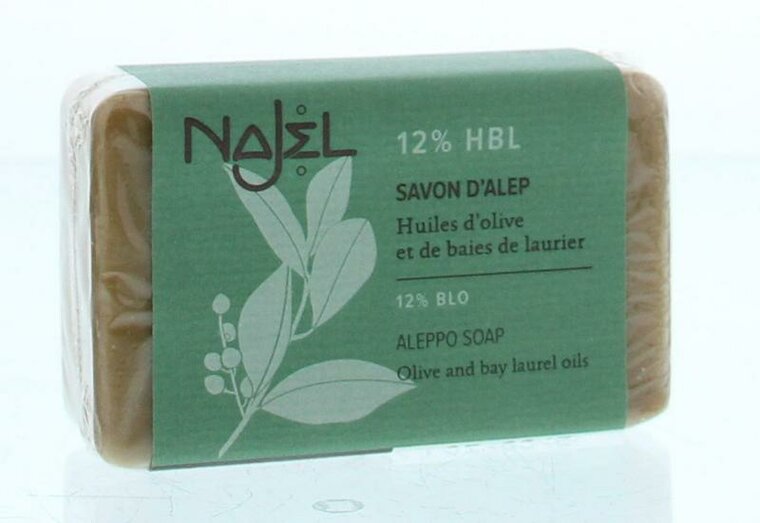 NAJEL
12% HBL
SAVON D'ALEP
Huiles d'olive
et de baies de laurier
12% BLO
ALEPPO SOAP
Olive and bay laurel oils